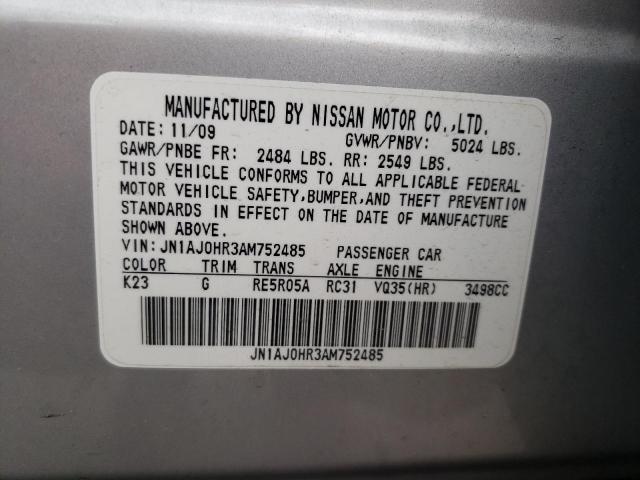 MANUFACTURED BY NISSAN MOTOR CO.,LTD.
DATE: 11/09 GVWR/PNBV: 5024 LBS.
GAWR/PNBE FR: 2484 LBS. RR: 2549 LBS.
THIS VEHICLE CONFORMS TO ALL APPLICABLE FEDERAL
MOTOR VEHICLE SAFETY,BUMPER,AND THEFT PREVENTION
STANDARDS IN EFFECT ON THE DATE OF MANUFACTURE
SHOWN ABOVE.
VIN: JN1AJ0HR3AM752485 PASSENGER CAR
COLOR TRIM TRANS AXLE ENGINE
K23 G RE5R05A RC31 VQ35(HR) 3498CC
JN1AJ0HR3AM752485